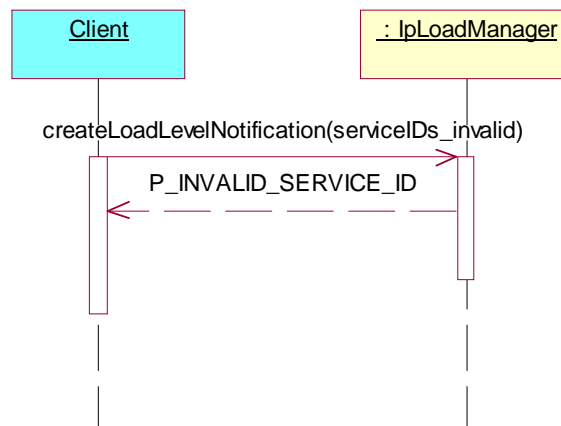 Client
: IpLoadManager
createLoadLevelNotification(serviceIDs_invalid)
P_INVALID_SERVICE_ID